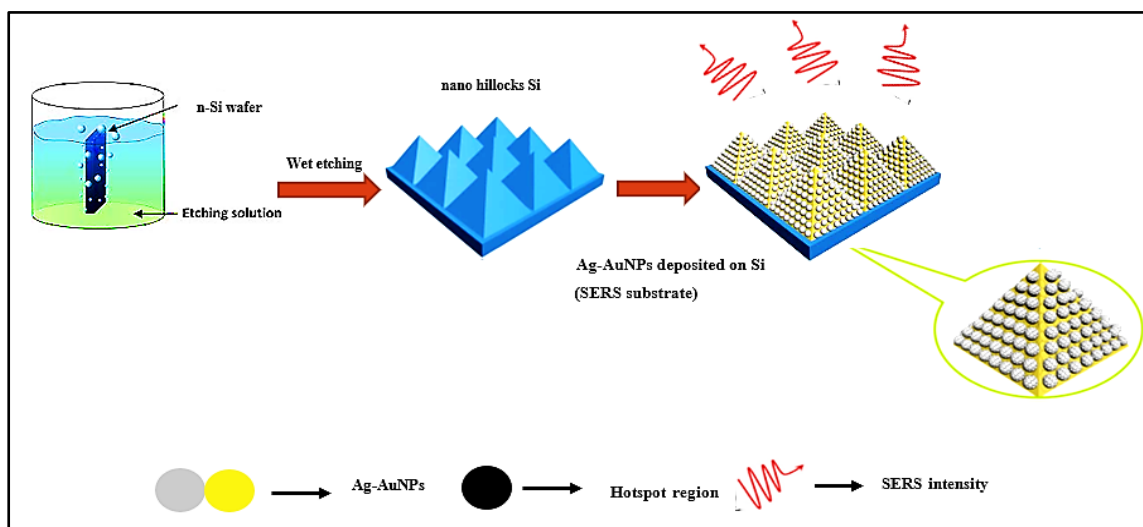 n-Si wafer
Etching solution
Wet etching
nano hillocks Si
Ag-AuNPs deposited on Si
(SERS substrate)
Ag-AuNPs
Hotspot region
SERS intensity